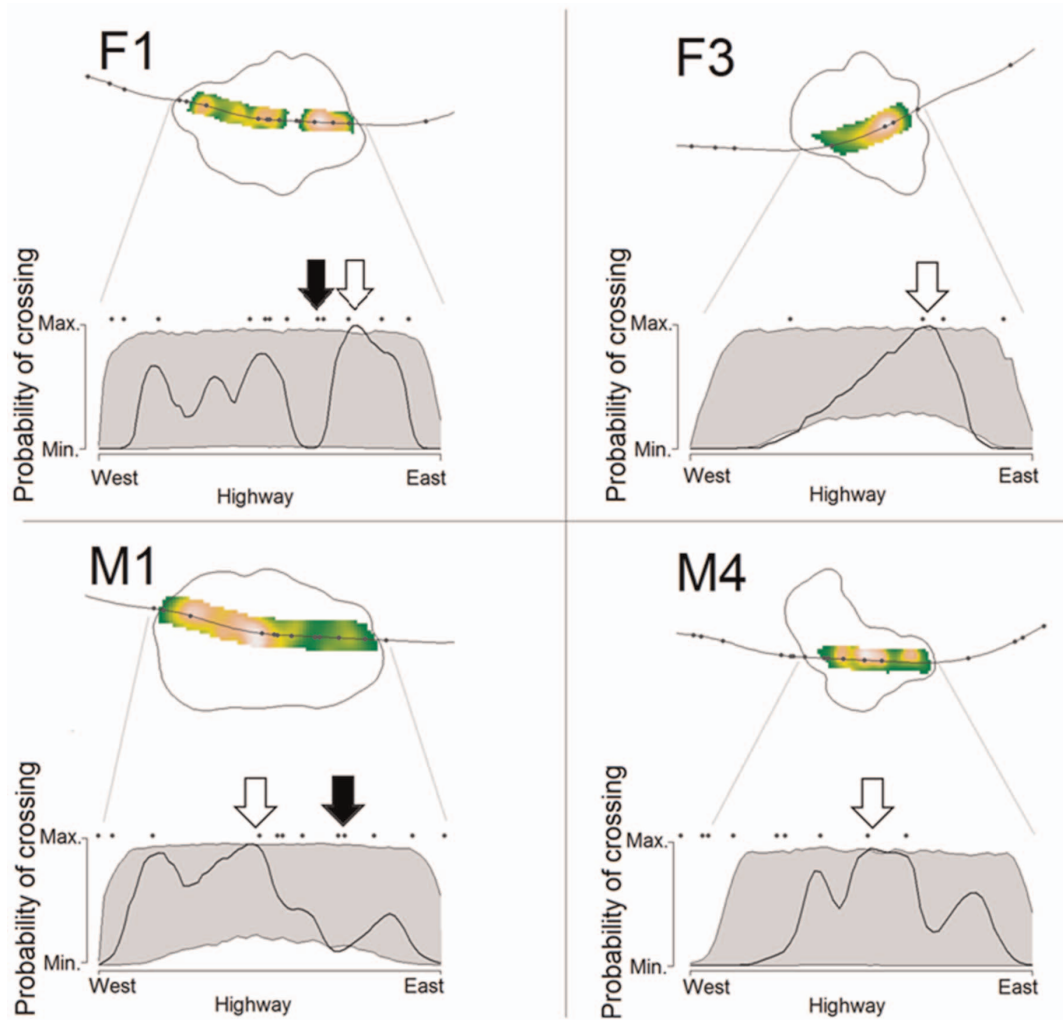 F1
Probability of crossing
Max.
Min.
West
East
Highway
F3
Probability of crossing
Max.
Min.
West
East
Highway
M1
Probability of crossing
Max.
Min.
West
East
Highway
M4
Probability of crossing
Max.
Min.
West
East
Highway